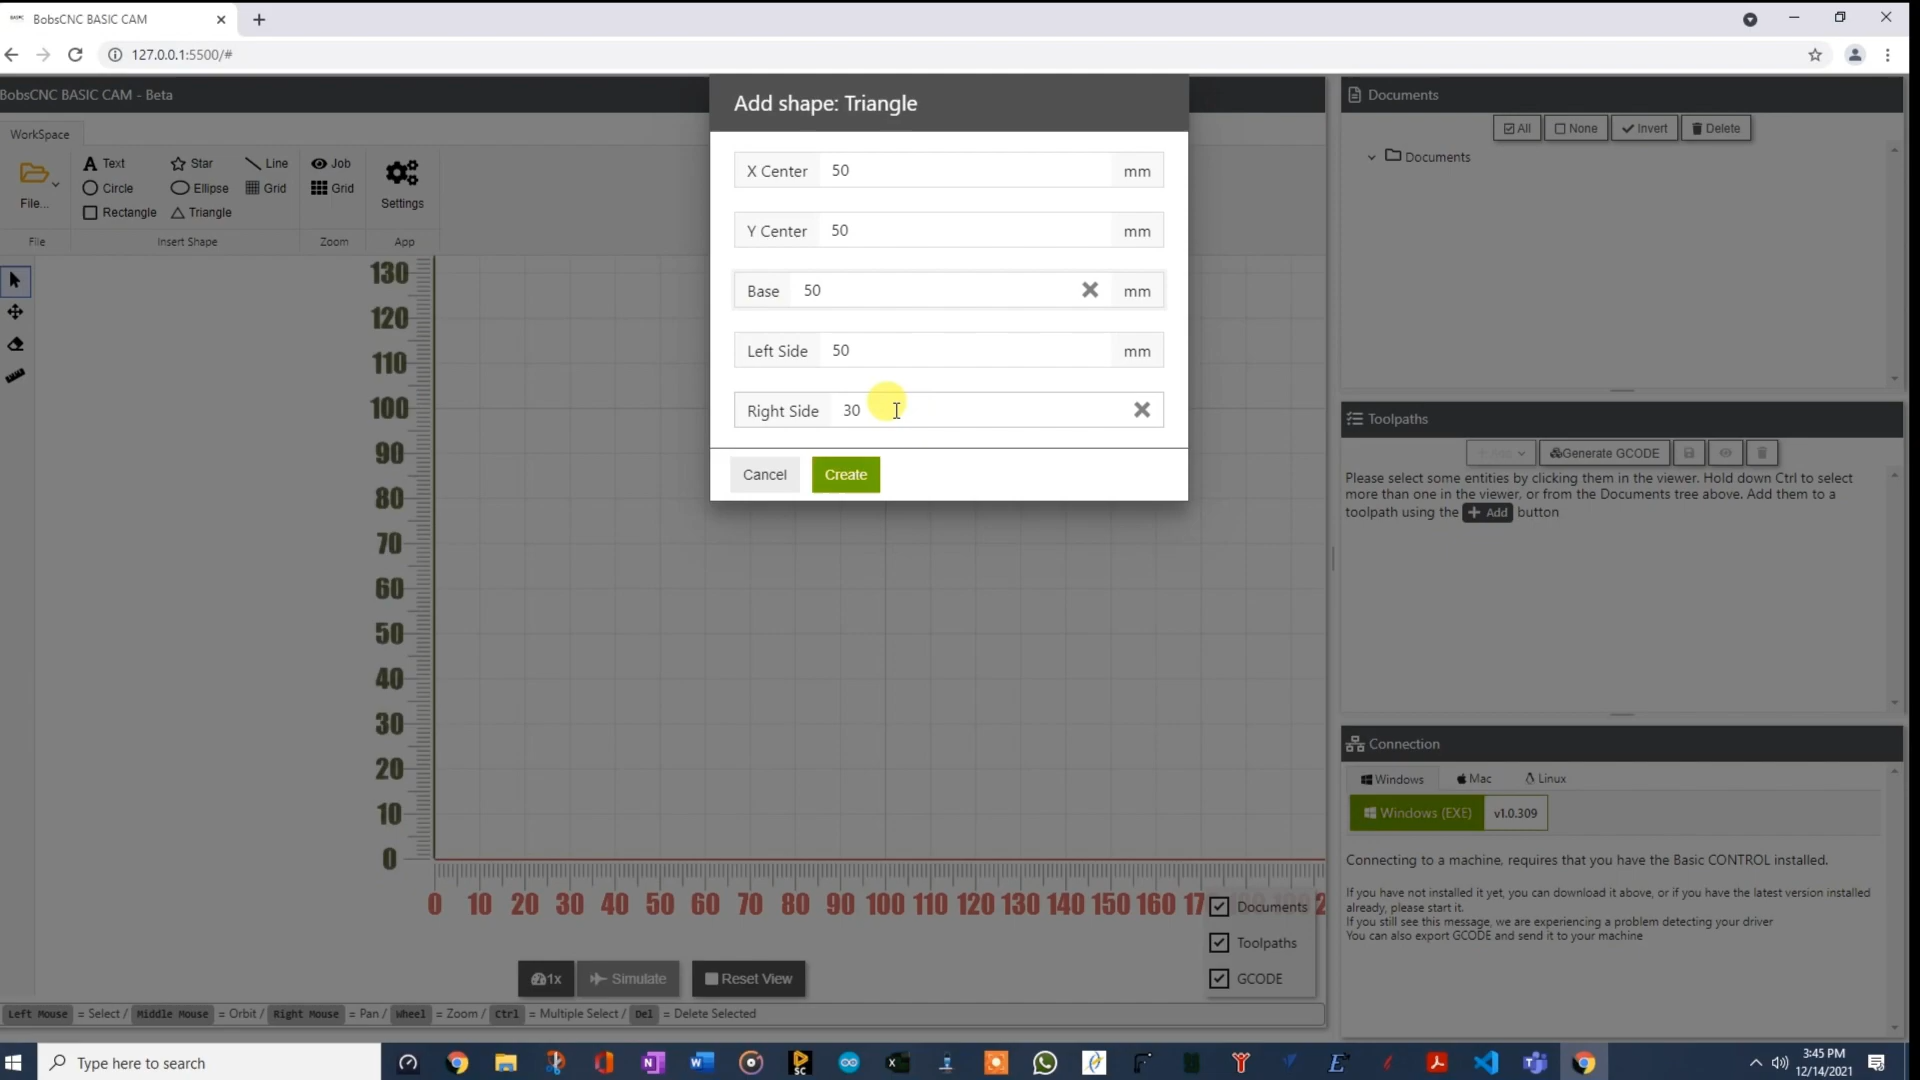 BobsCNC BASIC CAM
127.0.0.1:5500/#
BobsCNC BASIC CAM - Beta
WorkSpace
File...
Text
Circle
Rectangle
Star
Ellipse
Triangle
Line
Grid
Job
Grid
Settings
File
Insert Shape
Zoom
App
Add shape: Triangle
X Center 50 mm
Y Center 50 mm
Base 50 mm
Left Side 50 mm
Right Side 30
Cancel
Create
130
120
110
100
90
80
70
60
50
40
30
20
10
0
0 10 20 30 40 50 60 70 80 90 100 110 120 130 140 150 160 17
Documents
Toolpaths
GCODE
1x
Simulate
Reset View
Left Mouse = Select / Middle Mouse = Orbit / Right Mouse = Pan / Wheel = Zoom / Ctrl = Multiple Select / Del = Delete Selected
Documents
All
None
Invert
Delete
Documents
Toolpaths
Generate GCODE
Please select some entities by clicking them in the viewer. Hold down Ctrl to select
more than one in the viewer, or from the Documents tree above. Add them to a
toolpath using the + Add button
Connection
Windows
Mac
Linux
Windows (EXE) v1.0.309
Connecting to a machine, requires that you have the Basic CONTROL installed.
If you have not installed it yet, you can download it above, or if you have the latest version installed
already, please start it.
If you still see this message, we are experiencing a problem detecting your driver
You can also export GCODE and send it to your machine
Type here to search
3:45 PM
12/14/2021